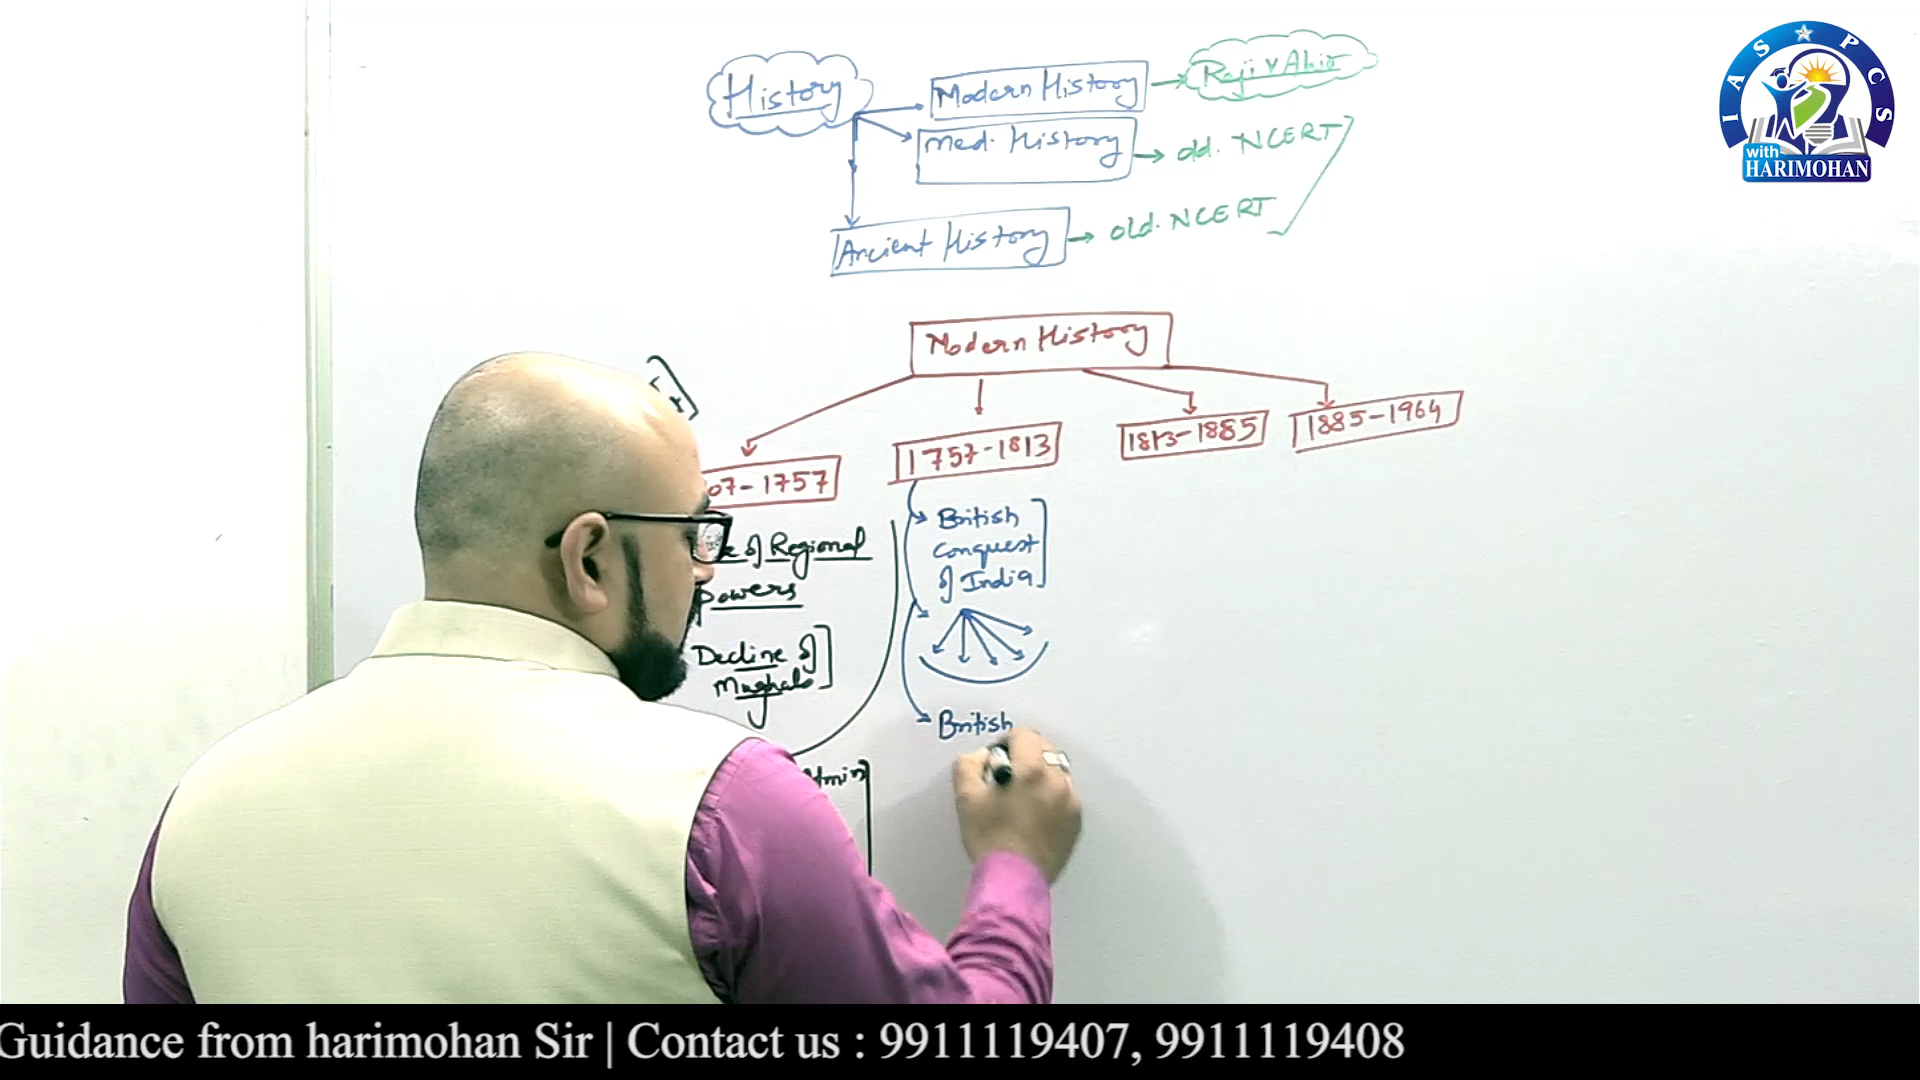 History
Modern History
Rajiv Ahir
Med. History
old. NCERT
Ancient History
old. NCERT
IAS ★ PCS
with
HARIMOHAN
Modern History
07-1757
1757-1813
1813-1885
1885-1964
of Regional
Powers
Decline of
Mughals
British
Conquest
of India
British
Guidance from harimohan Sir | Contact us : 9911119407, 9911119408